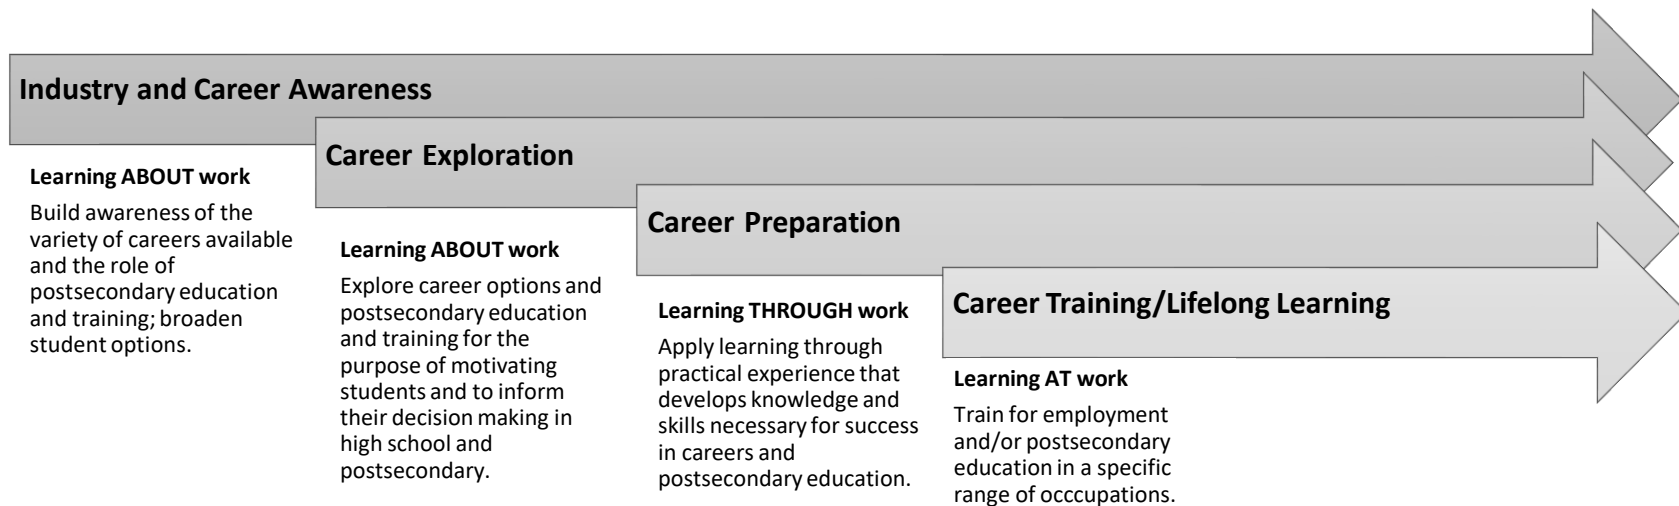 Industry and Career Awareness
Learning ABOUT work
Build awareness of the
variety of careers available
and the role of
postsecondary education
and training; broaden
student options.
Career Exploration
Learning ABOUT work
Explore career options and
postsecondary education
and training for the
purpose of motivating
students and to inform
their decision making in
high school and
postsecondary.
Career Preparation
Learning THROUGH work
Apply learning through
practical experience that
develops knowledge and
skills necessary for success
in careers and
postsecondary education.
Career Training/Lifelong Learning
Learning AT work
Train for employment
and/or postsecondary
education in a specific
range of occcupations.